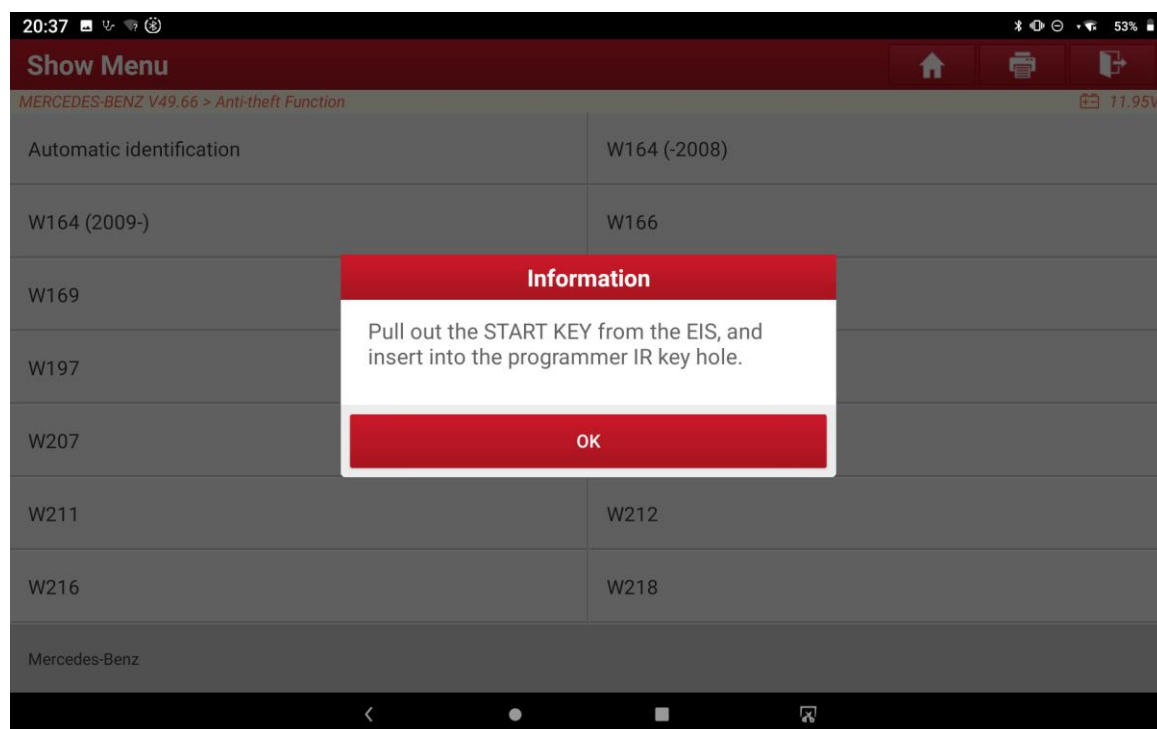 20:37
53%
Show Menu
MERCEDES-BENZ V49.66 > Anti-theft Function
11.95V
Automatic identification
W164 (-2008)
W164 (2009-)
W166
W169
Information
Pull out the START KEY from the EIS, and
insert into the programmer IR key hole.
OK
W197
W207
W211
W212
W216
W218
Mercedes-Benz